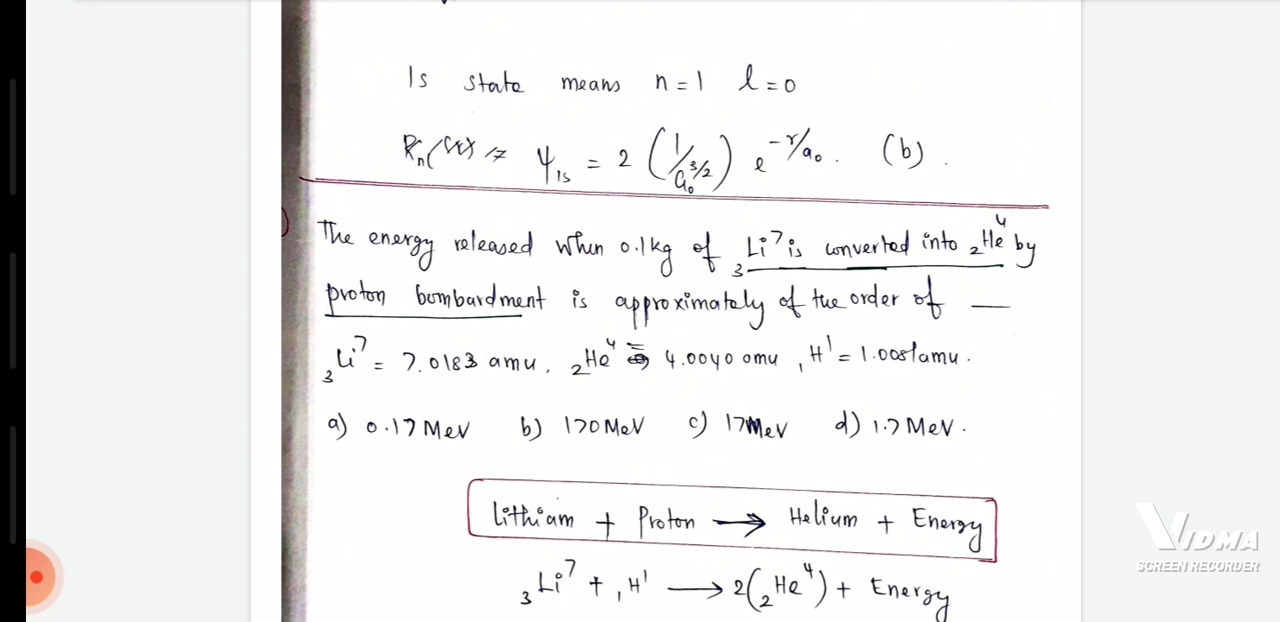 1s state means n=1 l=0
ψ₁ₛ = 2 (1/a₀^3/2) e^-r/a₀. (b).
The energy released when 0.1kg of ₃Li⁷ is converted into ₂He⁴ by
proton bombardment is approximately of the order of —
₃Li⁷ = 7.0183 amu, ₂He⁴ = 4.0040 amu, ₁H¹ = 1.0081amu.
a) 0.17 MeV b) 170 MeV c) 17 MeV d) 1.7 MeV.
Lithium + Proton → Helium + Energy
₃Li⁷ + ₁H¹ → 2(₂He⁴) + Energy
VIDMA
SCREEN RECORDER